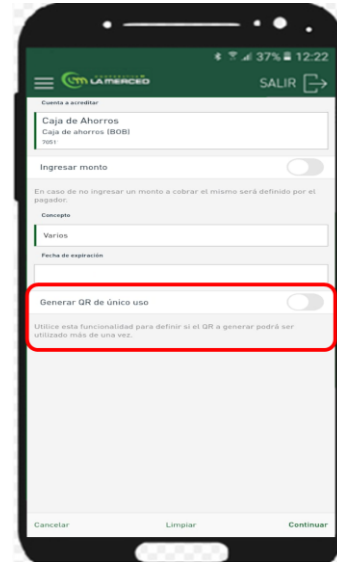 37% 12:22
LA MERCED
SALIR
Cuenta a acreditar
Caja de Ahorros
Caja de ahorros (BOB)
7051
Ingresar monto
En caso de no ingresar un monto a cobrar el mismo será definido por el
pagador.
Concepto
Varios
Fecha de expiración
Generar QR de único uso
Utilice esta funcionalidad para definir si el QR a generar podrá ser
utilizado más de una vez.
Cancelar Limpiar Continuar